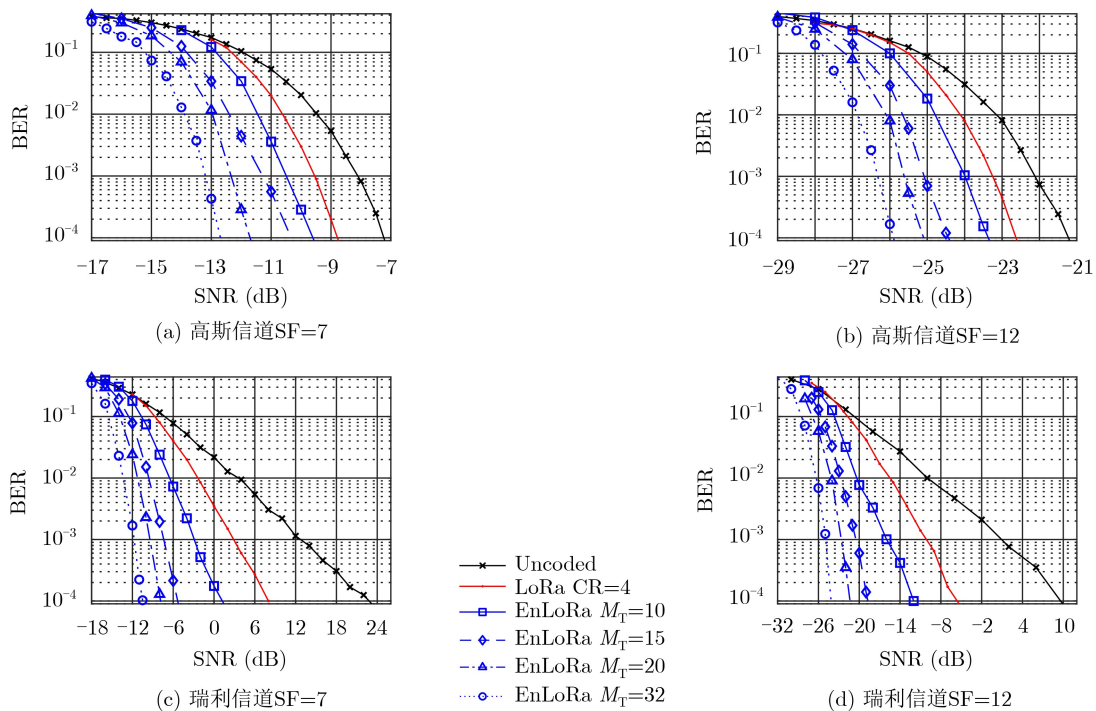 BER
10⁻¹
10⁻²
10⁻³
10⁻⁴
−17 −15 −13 −11 −9 −7
SNR (dB)
(a) 高斯信道SF=7
BER
10⁻¹
10⁻²
10⁻³
10⁻⁴
−29 −27 −25 −23 −21
SNR (dB)
(b) 高斯信道SF=12
BER
10⁻¹
10⁻²
10⁻³
10⁻⁴
−18 −12 −6 0 6 12 18 24
SNR (dB)
(c) 瑞利信道SF=7
Uncoded
LoRa CR=4
EnLoRa M_T=10
EnLoRa M_T=15
EnLoRa M_T=20
EnLoRa M_T=32
BER
10⁻¹
10⁻²
10⁻³
10⁻⁴
−32 −26 −20 −14 −8 −2 4 10
SNR (dB)
(d) 瑞利信道SF=12